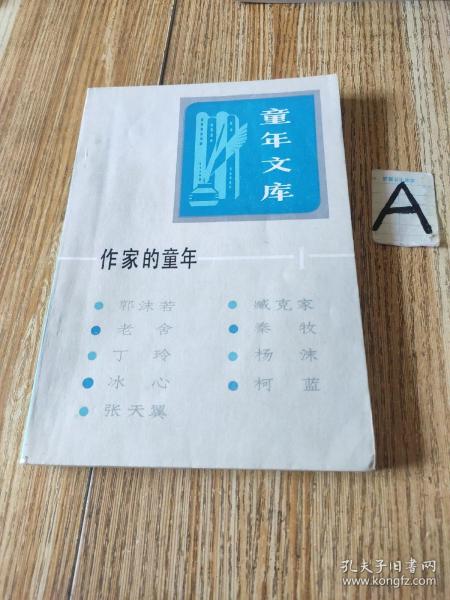 童年文库
作家的童年
1
郭沫若
老舍
丁玲
冰心
张天翼
臧克家
秦牧
杨沫
柯蓝
A
孔夫子旧书网
www.kongfz.com